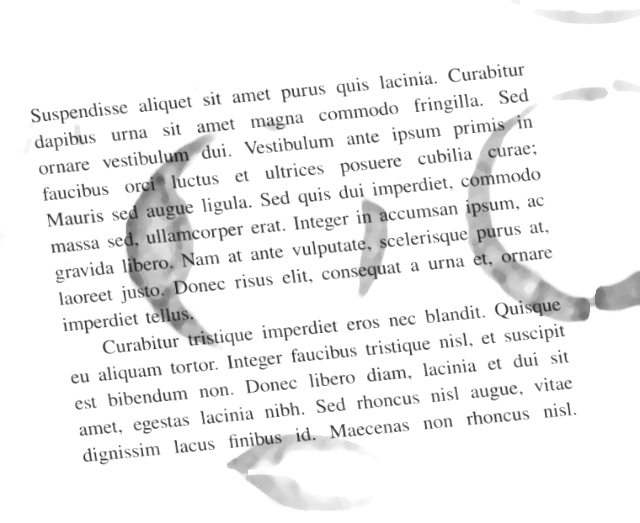 Suspendisse aliquet sit amet purus quis lacinia. Curabitur
dapibus urna sit amet magna commodo fringilla. Sed
ornare vestibulum dui. Vestibulum ante ipsum primis in
faucibus orci luctus et ultrices posuere cubilia curae;
Mauris sed augue ligula. Sed quis dui imperdiet, commodo
massa sed, ullamcorper erat. Integer in accumsan ipsum, ac
gravida libero. Nam at ante vulputate, scelerisque purus at,
laoreet justo. Donec risus elit, consequat a urna et, ornare
imperdiet tellus.
Curabitur tristique imperdiet eros nec blandit. Quisque
eu aliquam tortor. Integer faucibus tristique nisl, et suscipit
est bibendum non. Donec libero diam, lacinia et dui sit
amet, egestas lacinia nibh. Sed rhoncus nisl augue, vitae
dignissim lacus finibus id. Maecenas non rhoncus nisl.